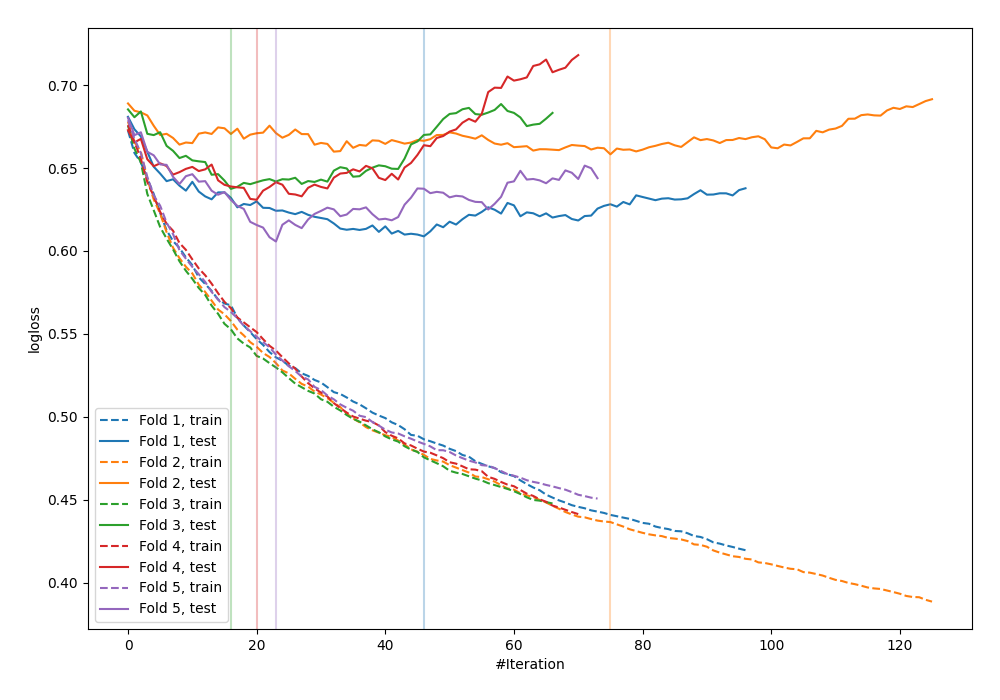 0.70
0.65
0.60
0.55
0.50
0.45
0.40
logloss
Fold 1, train
Fold 1, test
Fold 2, train
Fold 2, test
Fold 3, train
Fold 3, test
Fold 4, train
Fold 4, test
Fold 5, train
Fold 5, test
0 20 40 60 80 100 120
#Iteration